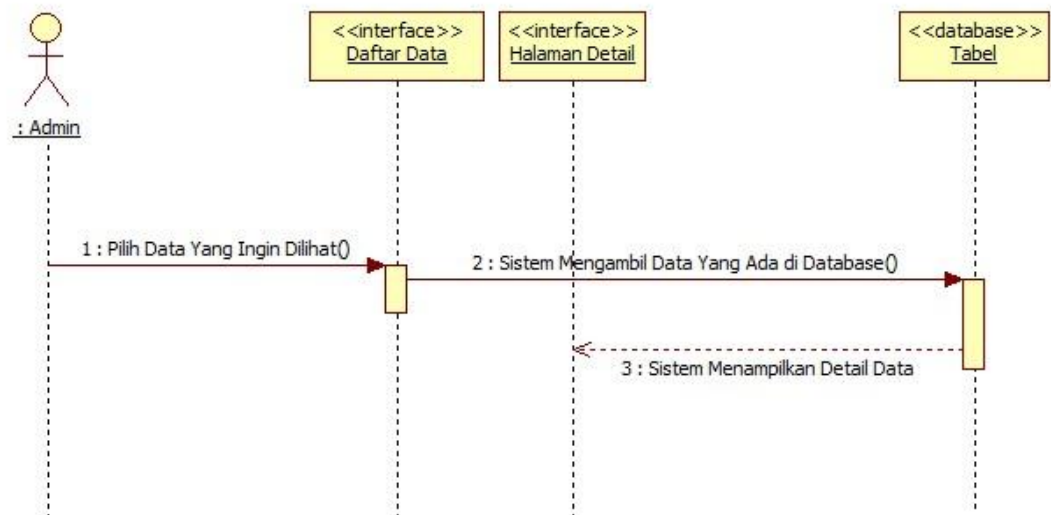 <<interface>>
Daftar Data
<<interface>>
Halaman Detail
<<database>>
Tabel
: Admin
1 : Pilih Data Yang Ingin Dilihat()
2 : Sistem Mengambil Data Yang Ada di Database()
3 : Sistem Menampilkan Detail Data